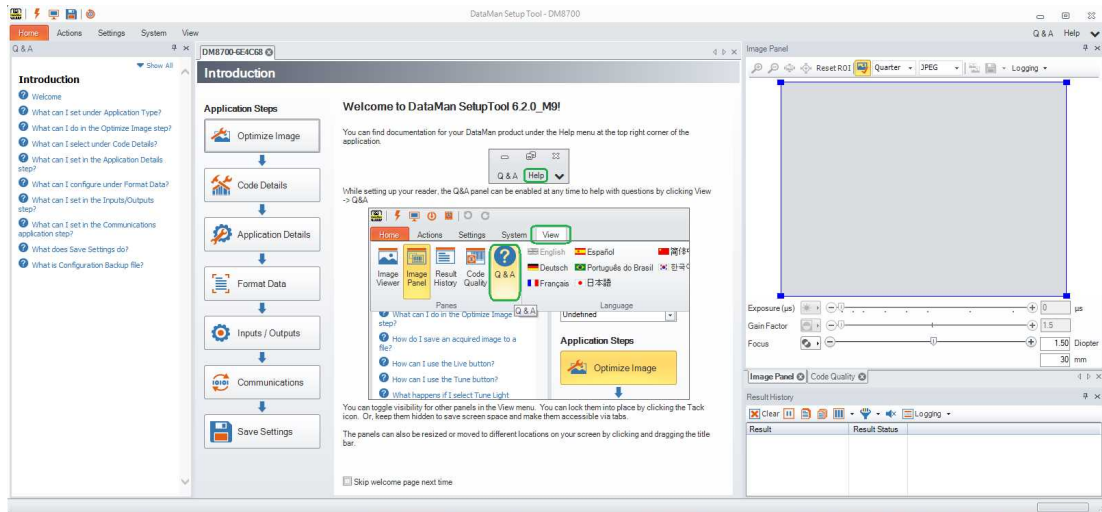 DataMan Setup Tool - DM8700
Home Actions Settings System View
Q & A Help
Q & A
Show All
Introduction
Welcome
What can I set under Application Type?
What can I do in the Optimize Image step?
What can I select under Code Details?
What can I set in the Application Details
step?
What can I configure under Format Data?
What can I set in the Inputs/Outputs
step?
What can I set in the Communications
application step?
What does Save Settings do?
What is Configuration Backup file?
DM8700-6E4C68
Introduction
Application Steps
Optimize Image
Code Details
Application Details
Format Data
Inputs / Outputs
Communications
Save Settings
Welcome to DataMan SetupTool 6.2.0_M9!
You can find documentation for your DataMan product under the Help menu at the top right corner of the
application.
Q & A Help
While setting up your reader, the Q&A panel can be enabled at any time to help with questions by clicking View
-> Q&A
Home Actions Settings System View
Image
Viewer
Image
Panel
Result
History
Code
Quality
Q & A
English Español
Deutsch Português do Brasil 한국
Français 日本語
Panes Language
Q & A
What can I do in the Optimize Image
step?
How do I save an acquired image to a
file?
How can I use the Live button?
How can I use the Tune button?
What happens if I select Tune Light
Undefined
Application Steps
Optimize Image
You can toggle visibility for other panels in the View menu. You can lock them into place by clicking the Tack
icon. Or, keep them hidden to save screen space and make them accessible via tabs.
The panels can also be resized or moved to different locations on your screen by clicking and dragging the title
bar.
Skip welcome page next time
Image Panel
Reset ROI Quarter JPEG Logging
Exposure (µs) 0 µs
Gain Factor 1.5
Focus 1.50 Diopter
30 mm
Image Panel Code Quality
Result History
Clear Logging
Result Result Status